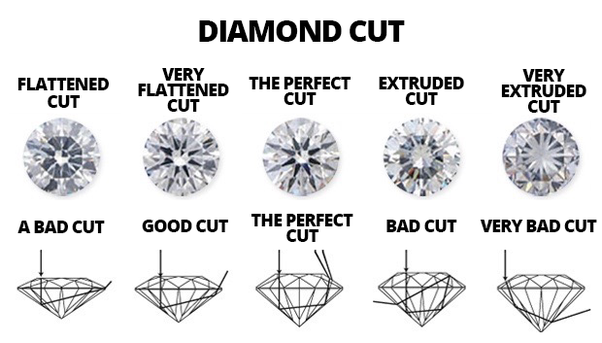 DIAMOND CUT
FLATTENED
CUT
VERY
FLATTENED
CUT
THE PERFECT
CUT
EXTRUDED
CUT
VERY
EXTRUDED
CUT
A BAD CUT
GOOD CUT
THE PERFECT
CUT
BAD CUT
VERY BAD CUT